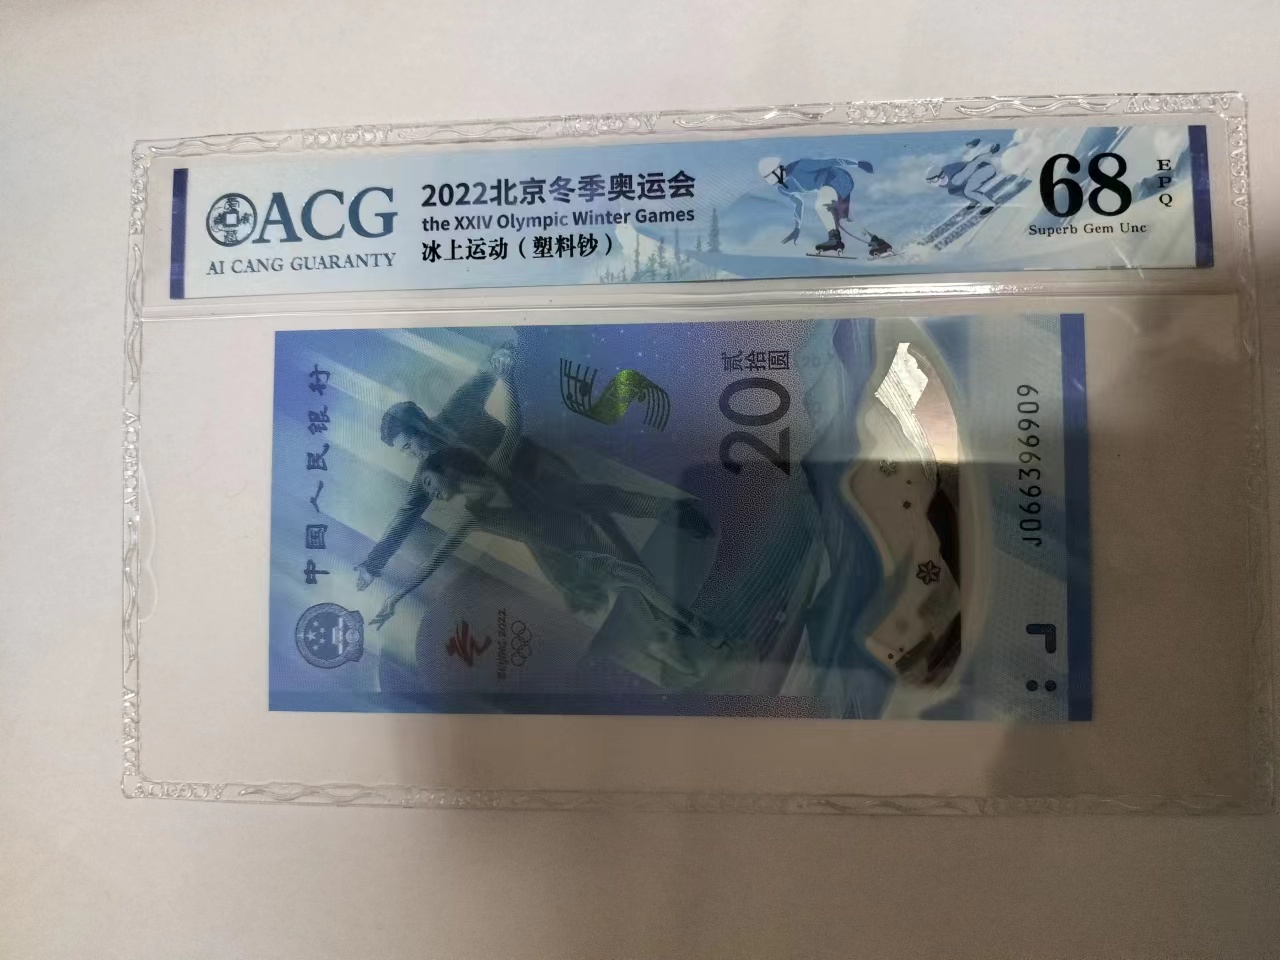 ACG
AI CANG GUARANTY
2022北京冬季奥运会
the XXIV Olympic Winter Games
冰上运动（塑料钞）
68
EPQ
Superb Gem Unc
中国人民银行
贰拾圆
20
J066396909
BEIJING 2022